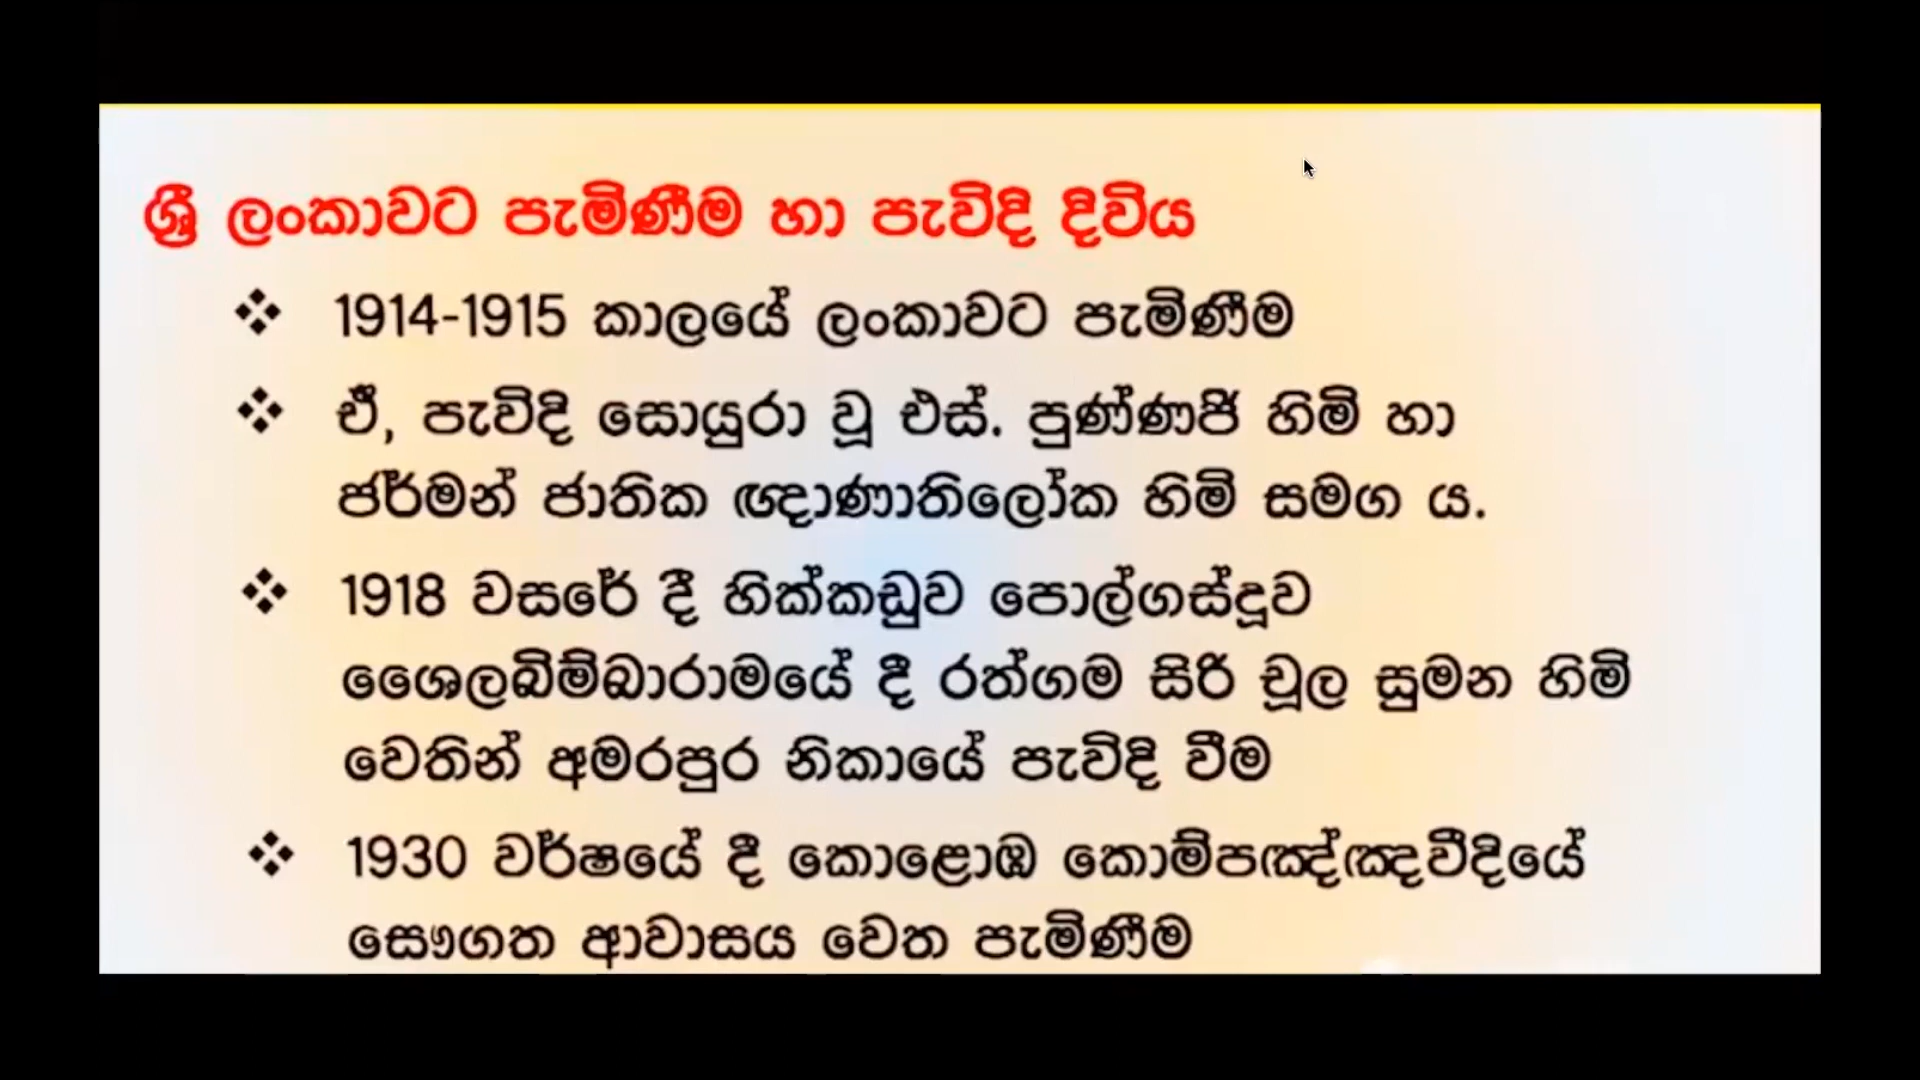 ශ්‍රී ලංකාවට පැමිණීම හා පැවිදි දිවිය
❖ 1914-1915 කාලයේ ලංකාවට පැමිණීම
❖ ඒ, පැවිදි සොයුරා වූ එස්. පුණ්ණජි හිමි හා
ජර්මන් ජාතික ඥාණාතිලෝක හිමි සමග ය.
❖ 1918 වසරේ දී හික්කඩුව පොල්ගස්දූව
ශෛලබිම්බාරාමයේ දී රත්ගම සිරි චූල සුමන හිමි
වෙතින් අමරපුර නිකායේ පැවිදි වීම
❖ 1930 වර්ෂයේ දී කොළොඹ කොම්පඤ්ඤවීදියේ
සෞගත ආවාසය වෙත පැමිණීම